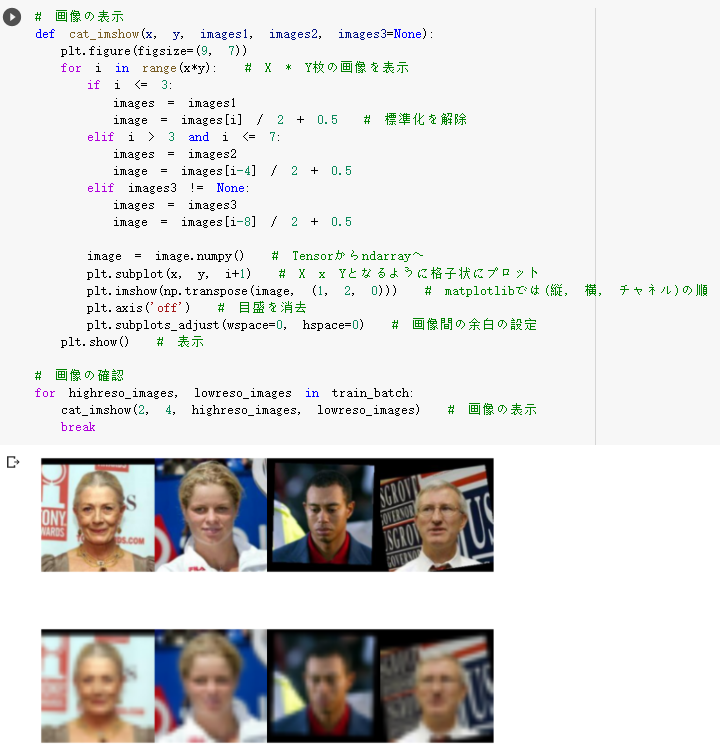 # 画像の表示
def cat_imshow(x, y, images1, images2, images3=None):
plt.figure(figsize=(9, 7))
for i in range(x*y): # X * Y枚の画像を表示
if i <= 3:
images = images1
image = images[i] / 2 + 0.5 # 標準化を解除
elif i > 3 and i <= 7:
images = images2
image = images[i-4] / 2 + 0.5
elif images3 != None:
images = images3
image = images[i-8] / 2 + 0.5
image = image.numpy() # Tensorからndarrayへ
plt.subplot(x, y, i+1) # X x Yとなるように格子状にプロット
plt.imshow(np.transpose(image, (1, 2, 0))) # matplotlibでは(縦, 横, チャネル)の順
plt.axis('off') # 目盛を消去
plt.subplots_adjust(wspace=0, hspace=0) # 画像間の余白の設定
plt.show() # 表示
# 画像の確認
for highreso_images, lowreso_images in train_batch:
cat_imshow(2, 4, highreso_images, lowreso_images) # 画像の表示
break